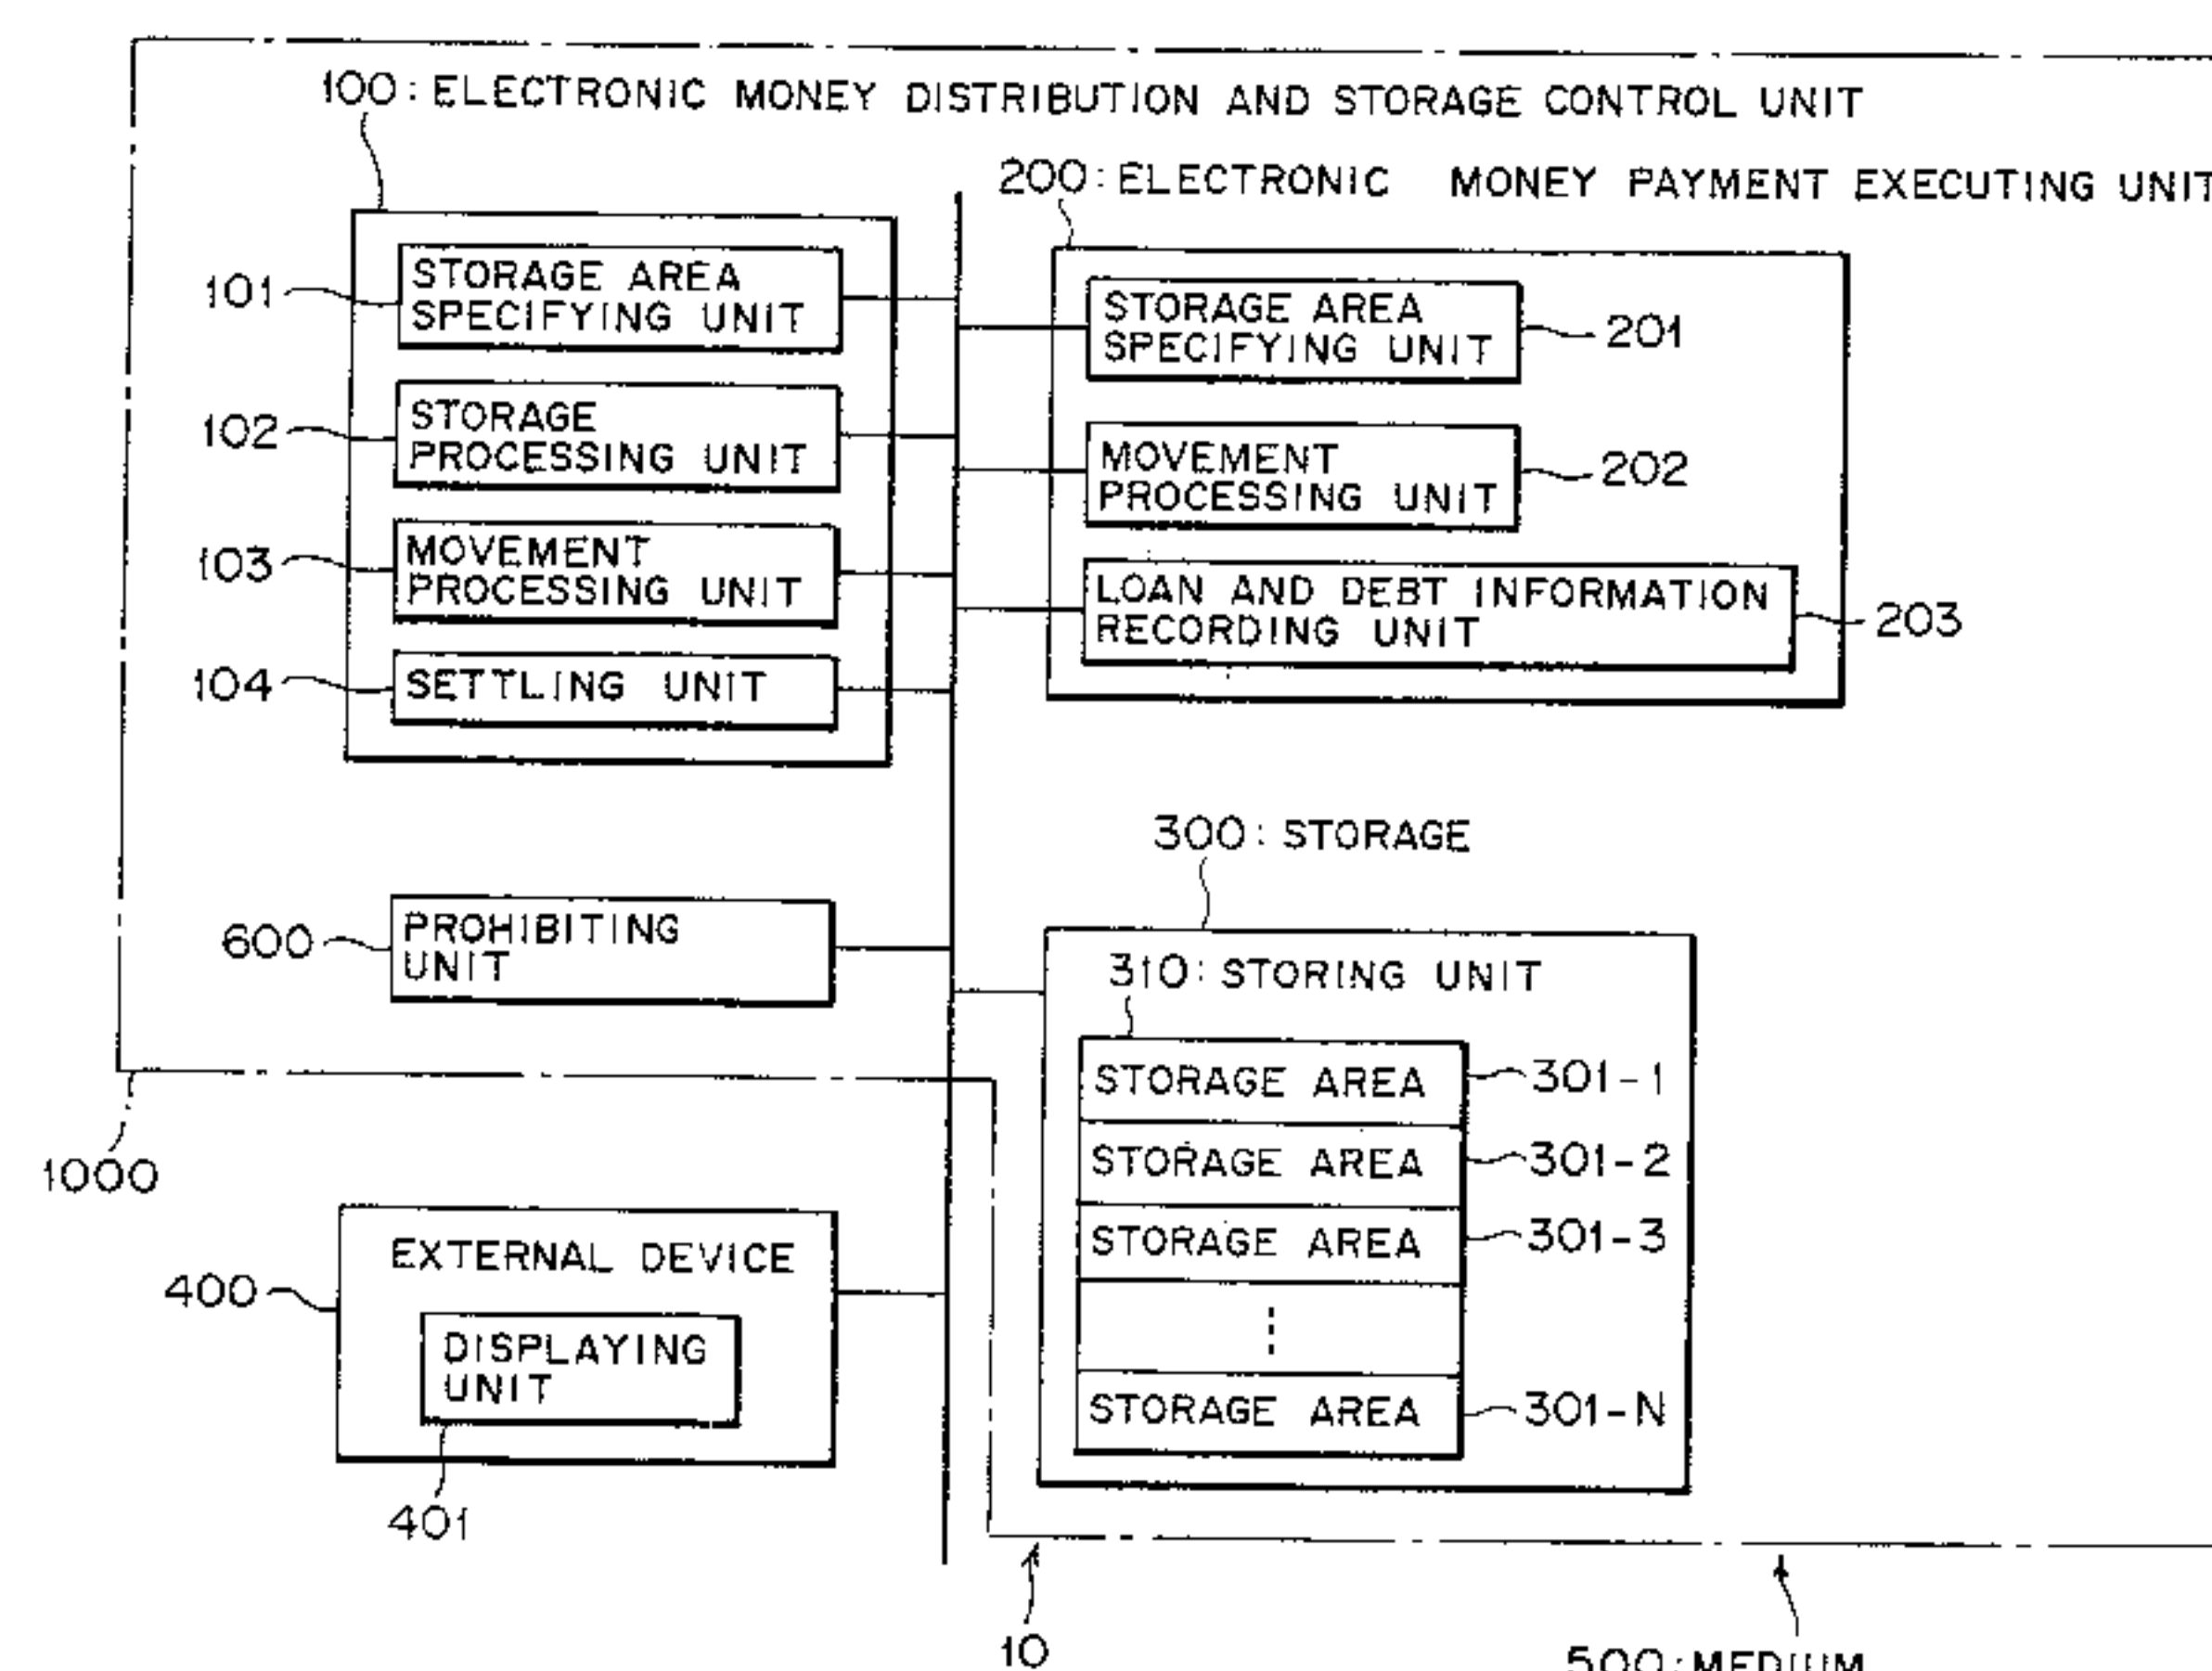 100: ELECTRONIC MONEY DISTRIBUTION AND STORAGE CONTROL UNIT
200: ELECTRONIC MONEY PAYMENT EXECUTING UNIT
101
STORAGE AREA
SPECIFYING UNIT
102
STORAGE
PROCESSING UNIT
103
MOVEMENT
PROCESSING UNIT
104
SETTLING UNIT
STORAGE AREA
SPECIFYING UNIT
201
MOVEMENT
PROCESSING UNIT
202
LOAN AND DEBT INFORMATION
RECORDING UNIT
203
600
PROHIBITING
UNIT
300: STORAGE
310: STORING UNIT
STORAGE AREA
301-1
STORAGE AREA
301-2
STORAGE AREA
301-3
STORAGE AREA
301-N
1000
400
EXTERNAL DEVICE
DISPLAYING
UNIT
401
10
500: MEDIUM